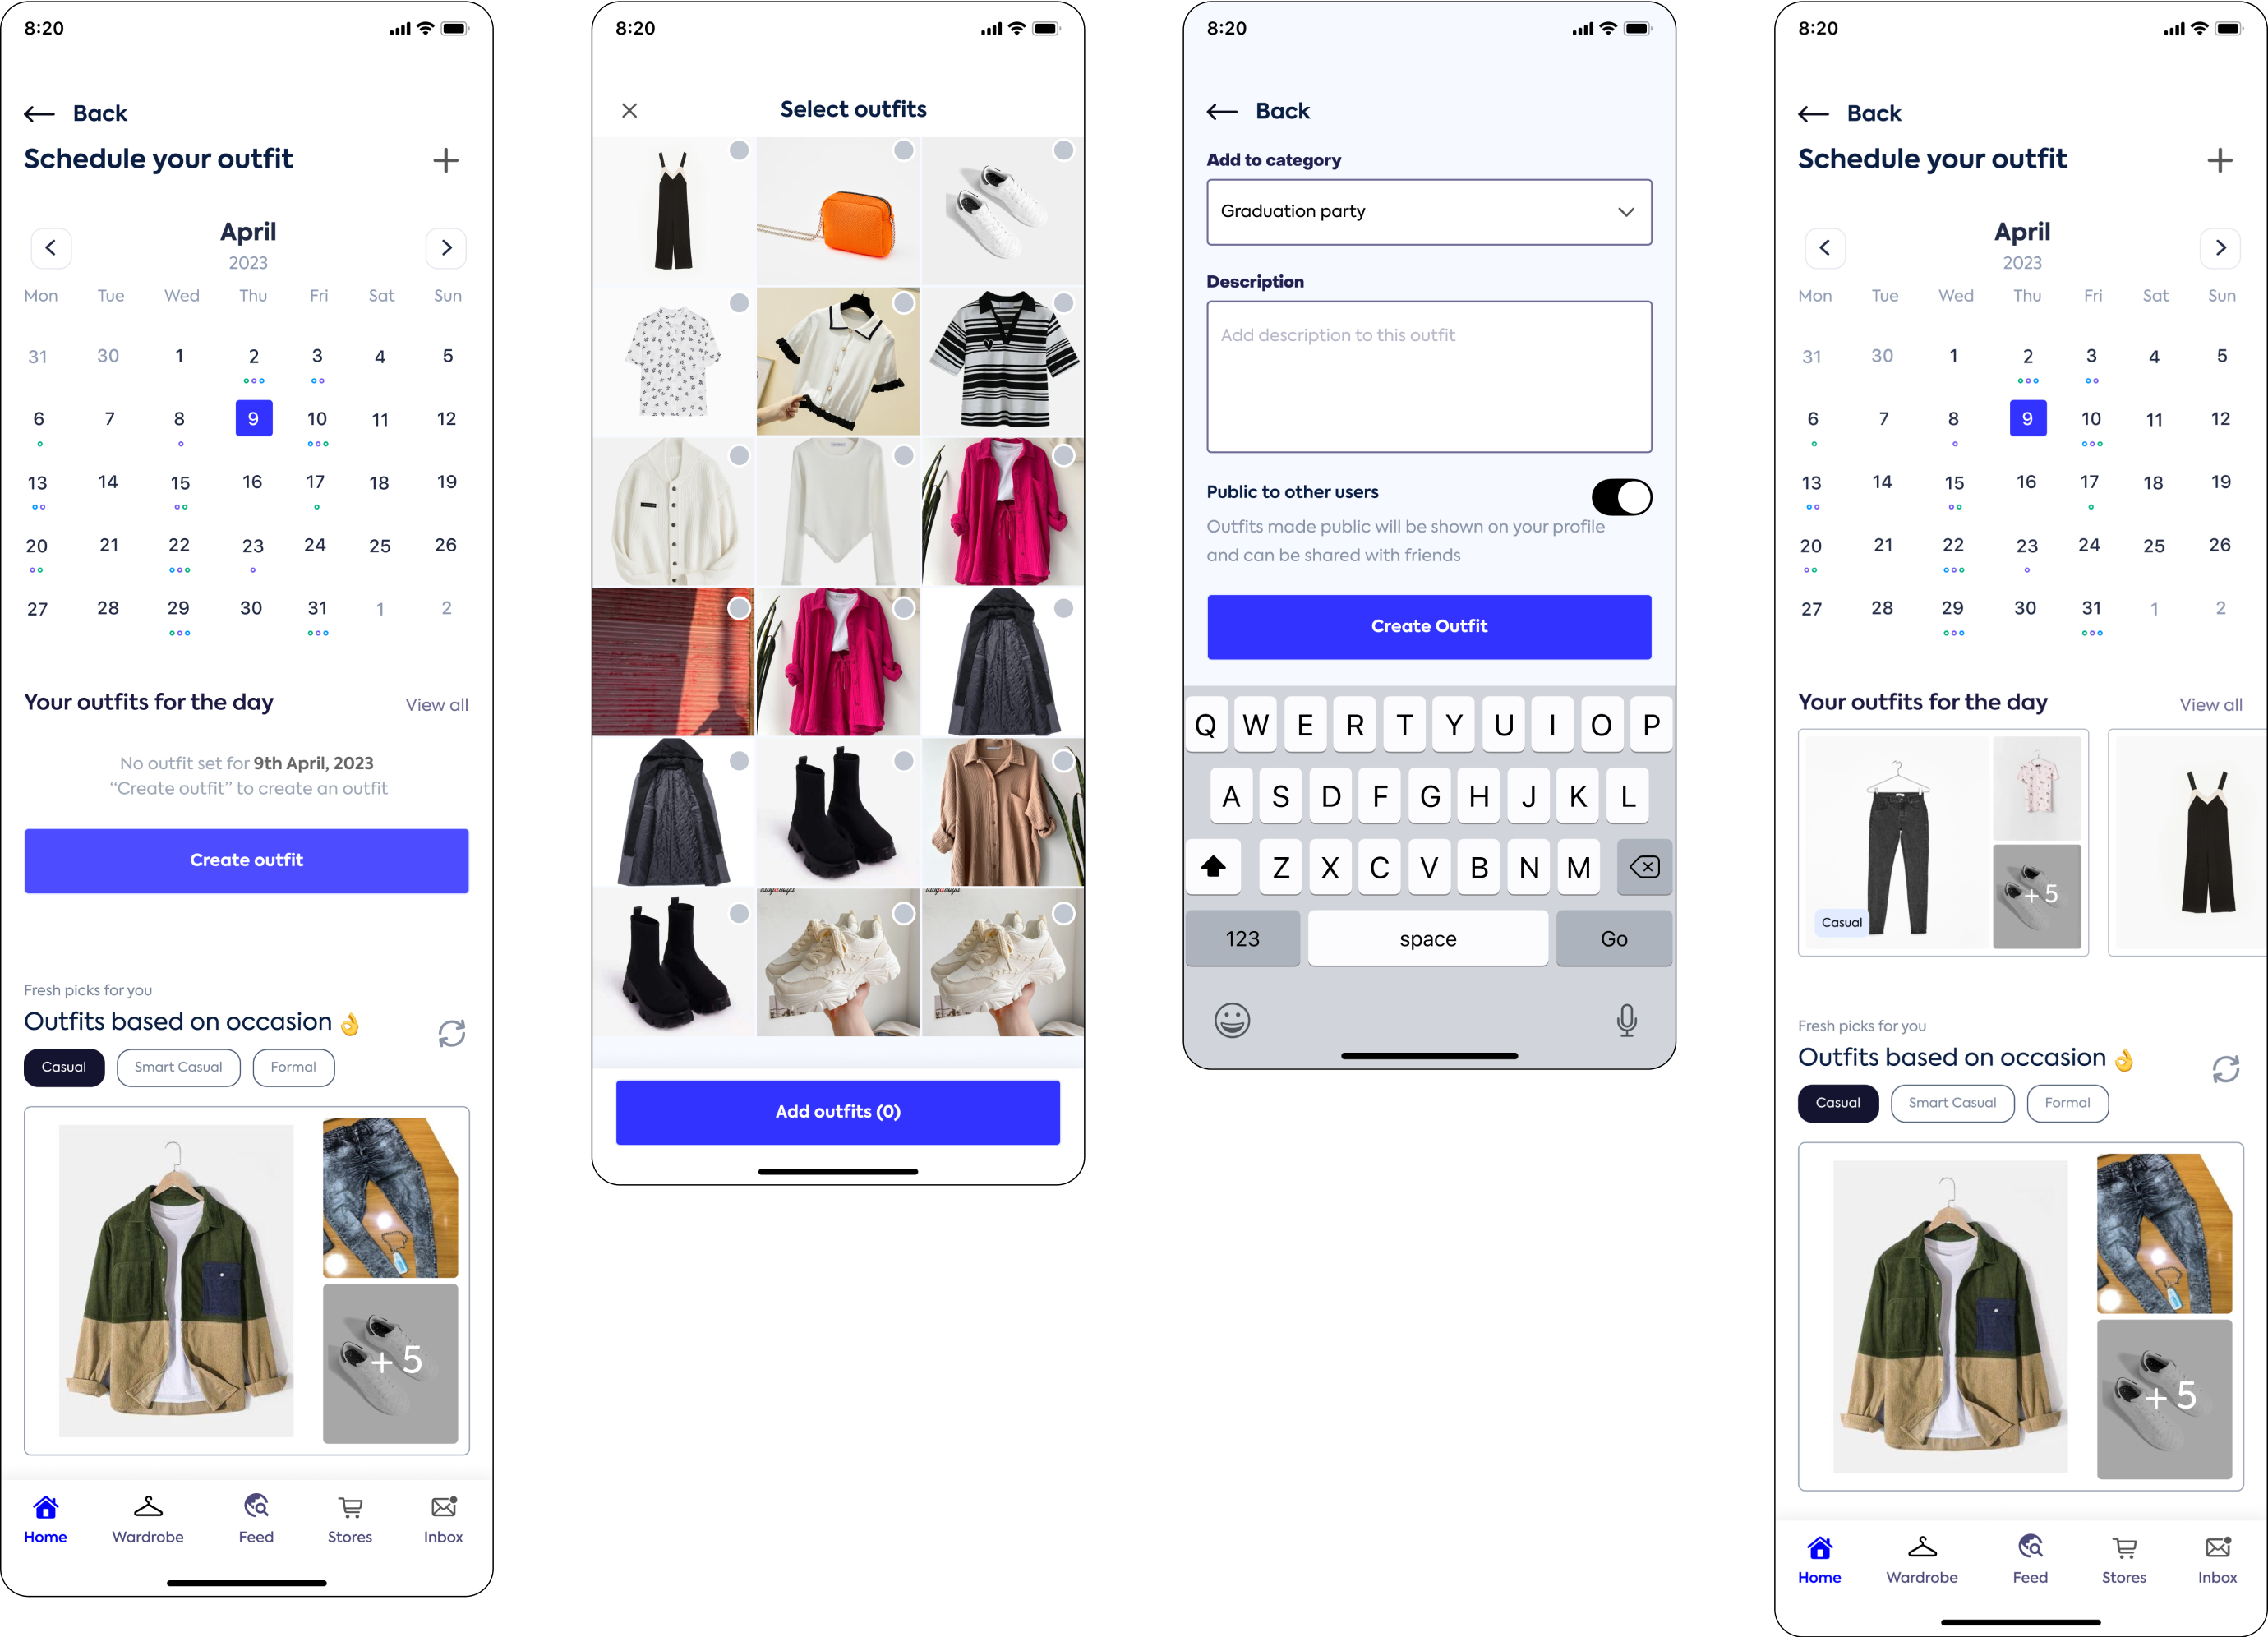 8:20
Back
Schedule your outfit
April
2023
Mon Tue Wed Thu Fri Sat Sun
31 30 1 2 3 4 5
6 7 8 9 10 11 12
13 14 15 16 17 18 19
20 21 22 23 24 25 26
27 28 29 30 31 1 2
Your outfits for the day View all
No outfit set for 9th April, 2023
“Create outfit” to create an outfit
Create outfit
Fresh picks for you
Outfits based on occasion 👌
Casual Smart Casual Formal
+ 5
Home Wardrobe Feed Stores Inbox
8:20
Select outfits
Add outfits (0)
8:20
Back
Add to category
Graduation party
Description
Add description to this outfit
Public to other users
Outfits made public will be shown on your profile
and can be shared with friends
Create Outfit
Q W E R T Y U I O P
A S D F G H J K L
Z X C V B N M
123 space Go
8:20
Back
Schedule your outfit
April
2023
Mon Tue Wed Thu Fri Sat Sun
31 30 1 2 3 4 5
6 7 8 9 10 11 12
13 14 15 16 17 18 19
20 21 22 23 24 25 26
27 28 29 30 31 1 2
Your outfits for the day View all
+ 5
Casual
Fresh picks for you
Outfits based on occasion 👌
Casual Smart Casual Formal
+ 5
Home Wardrobe Feed Stores Inbox